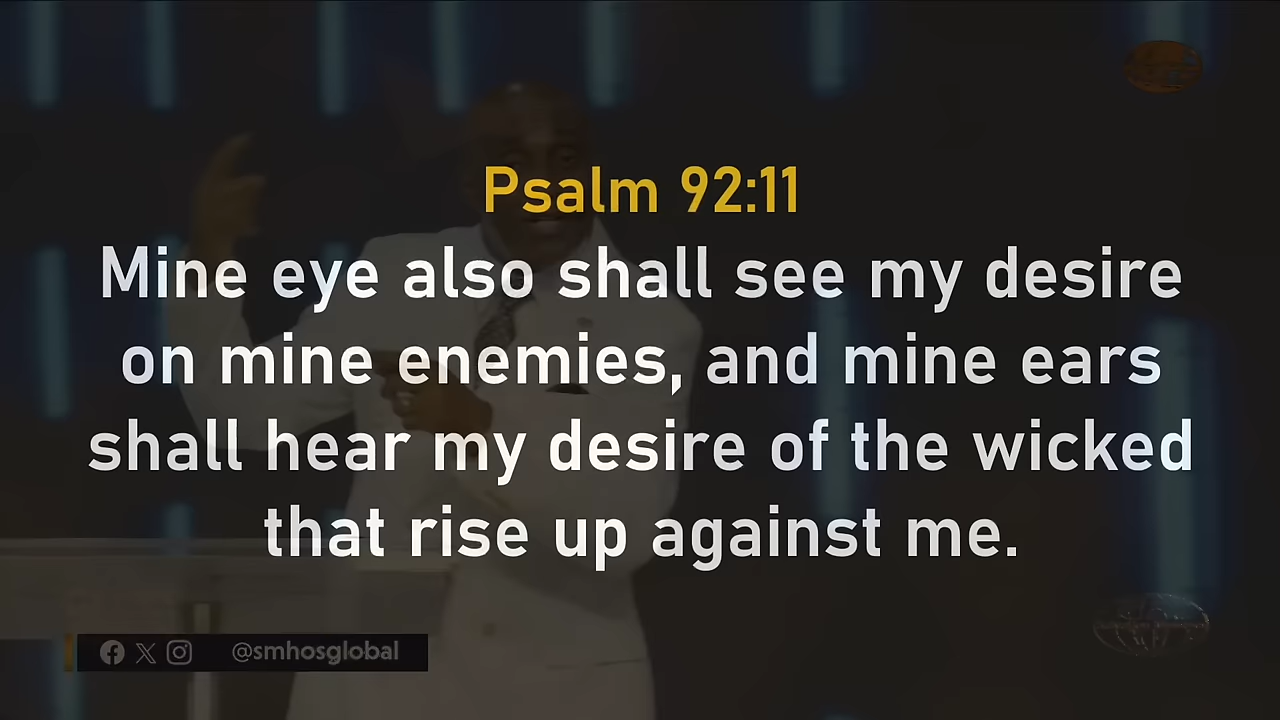 Psalm 92:11
Mine eye also shall see my desire
on mine enemies, and mine ears
shall hear my desire of the wicked
that rise up against me.
@smhosglobal